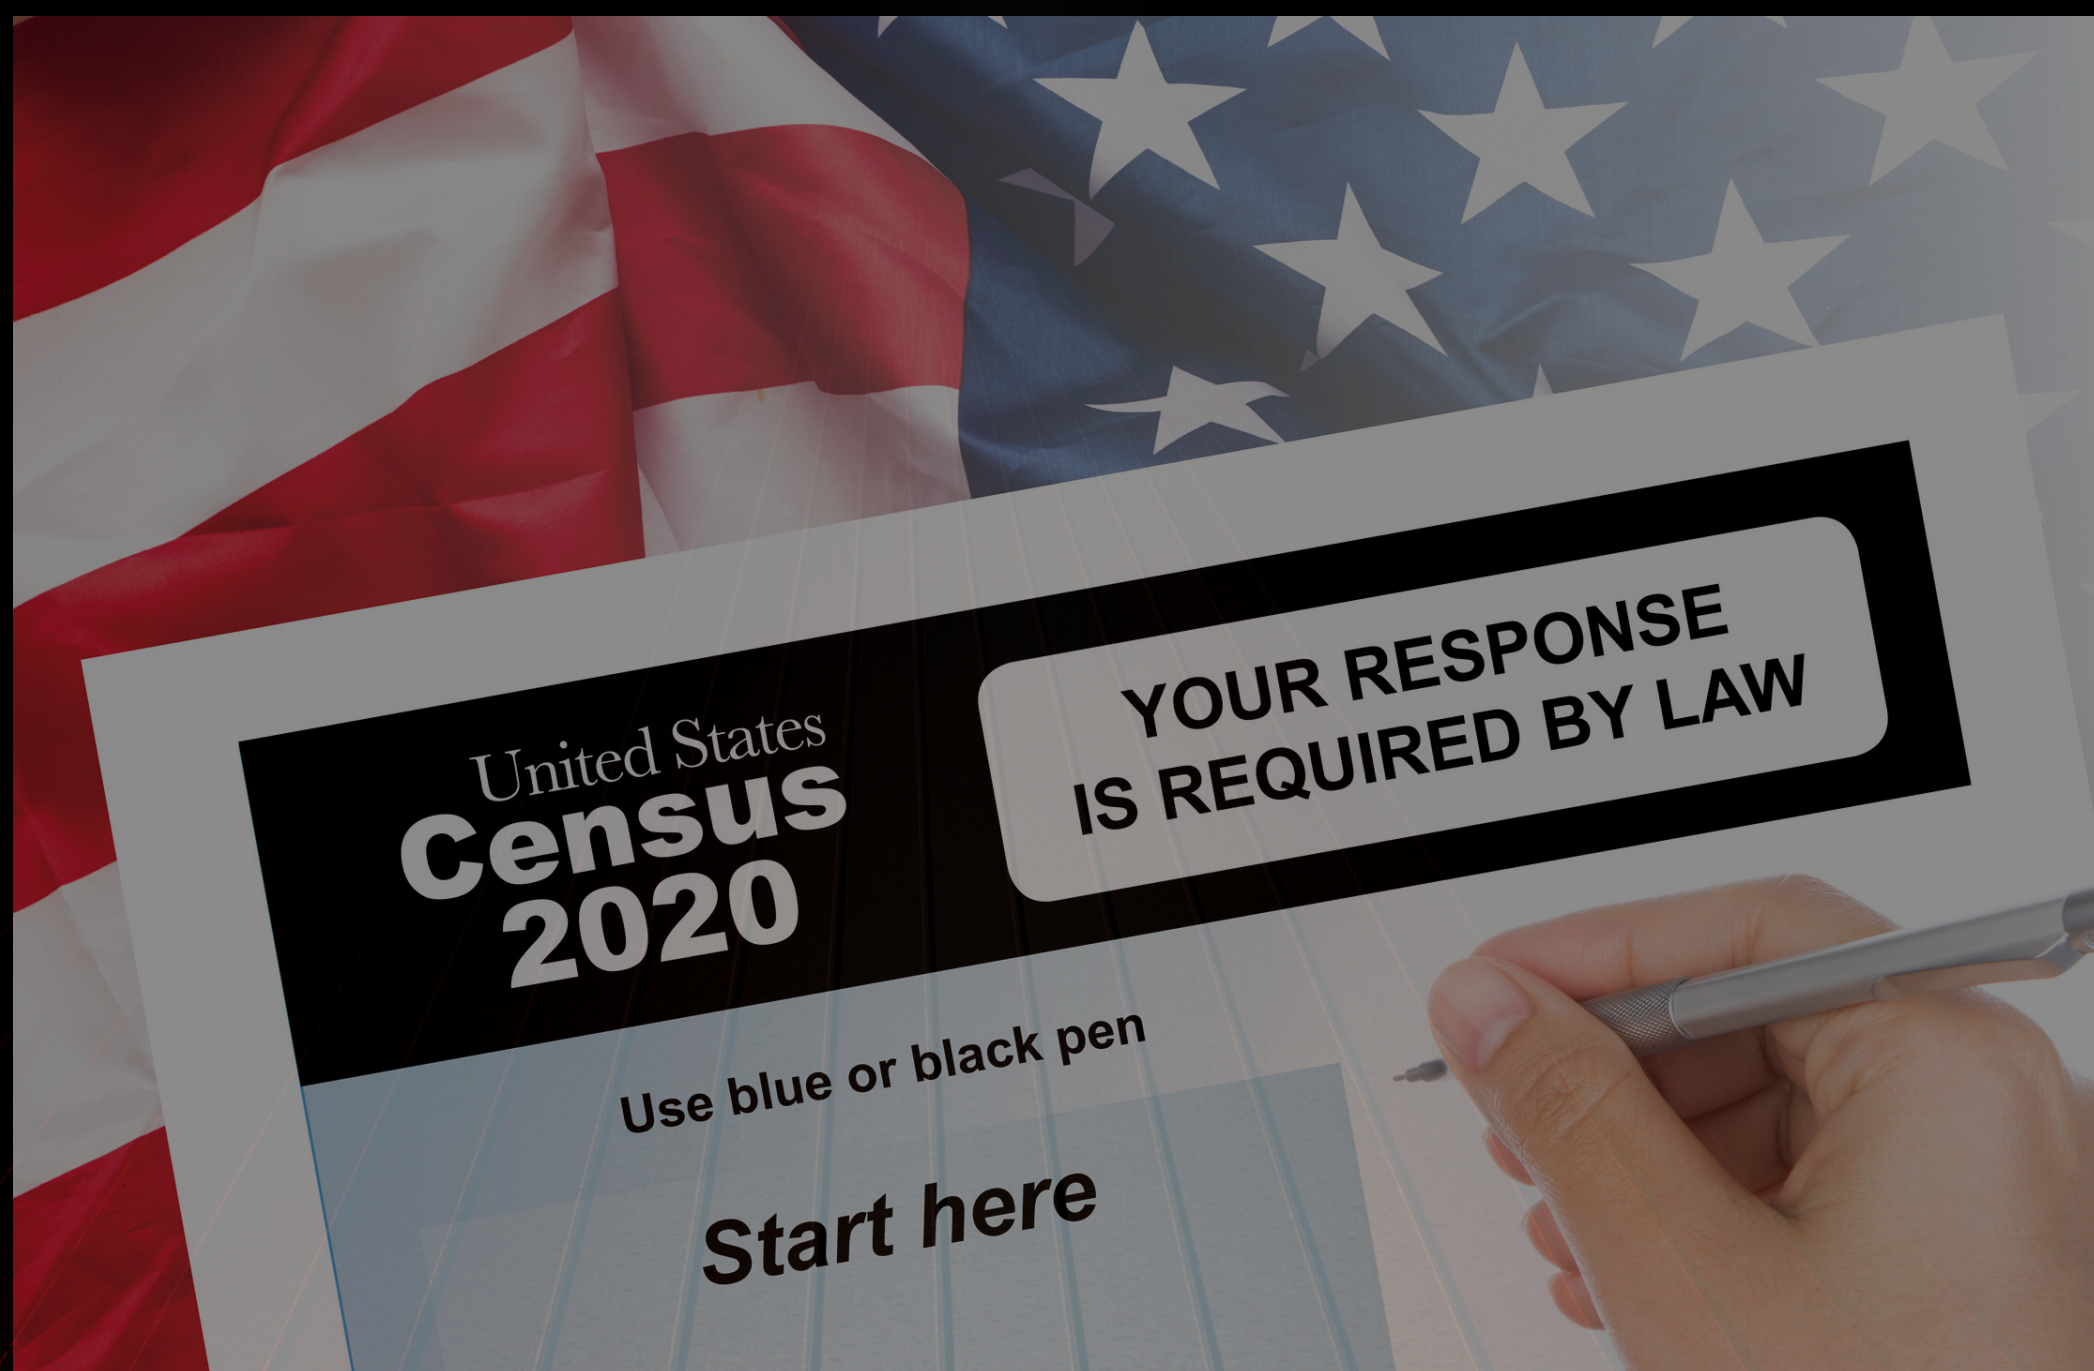 United States
Census
2020
YOUR RESPONSE
IS REQUIRED BY LAW
Use blue or black pen
Start here